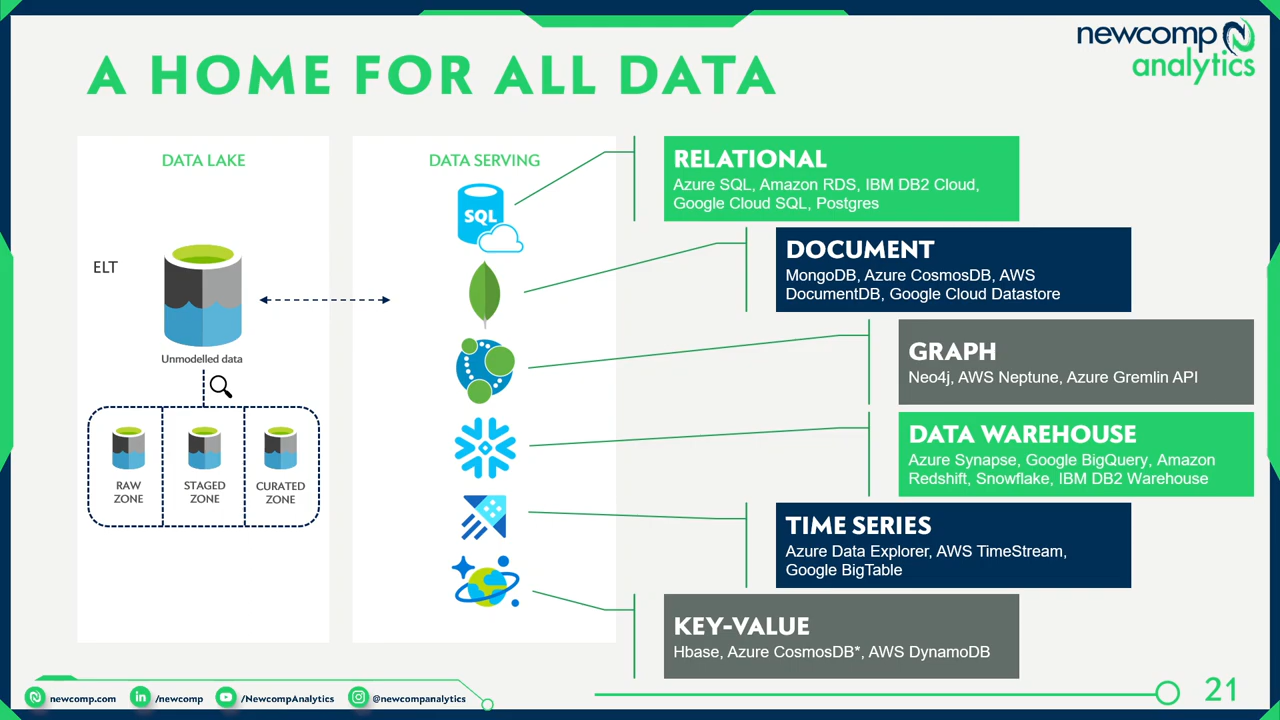 newcomp
analytics
A HOME FOR ALL DATA
DATA LAKE
ELT
Unmodelled data
RAW
ZONE
STAGED
ZONE
CURATED
ZONE
DATA SERVING
SQL
RELATIONAL
Azure SQL, Amazon RDS, IBM DB2 Cloud,
Google Cloud SQL, Postgres
DOCUMENT
MongoDB, Azure CosmosDB, AWS
DocumentDB, Google Cloud Datastore
GRAPH
Neo4j, AWS Neptune, Azure Gremlin API
DATA WAREHOUSE
Azure Synapse, Google BigQuery, Amazon
Redshift, Snowflake, IBM DB2 Warehouse
TIME SERIES
Azure Data Explorer, AWS TimeStream,
Google BigTable
KEY-VALUE
Hbase, Azure CosmosDB*, AWS DynamoDB
newcomp.com
in
/newcomp
/NewcompAnalytics
@newcompanalytics
21